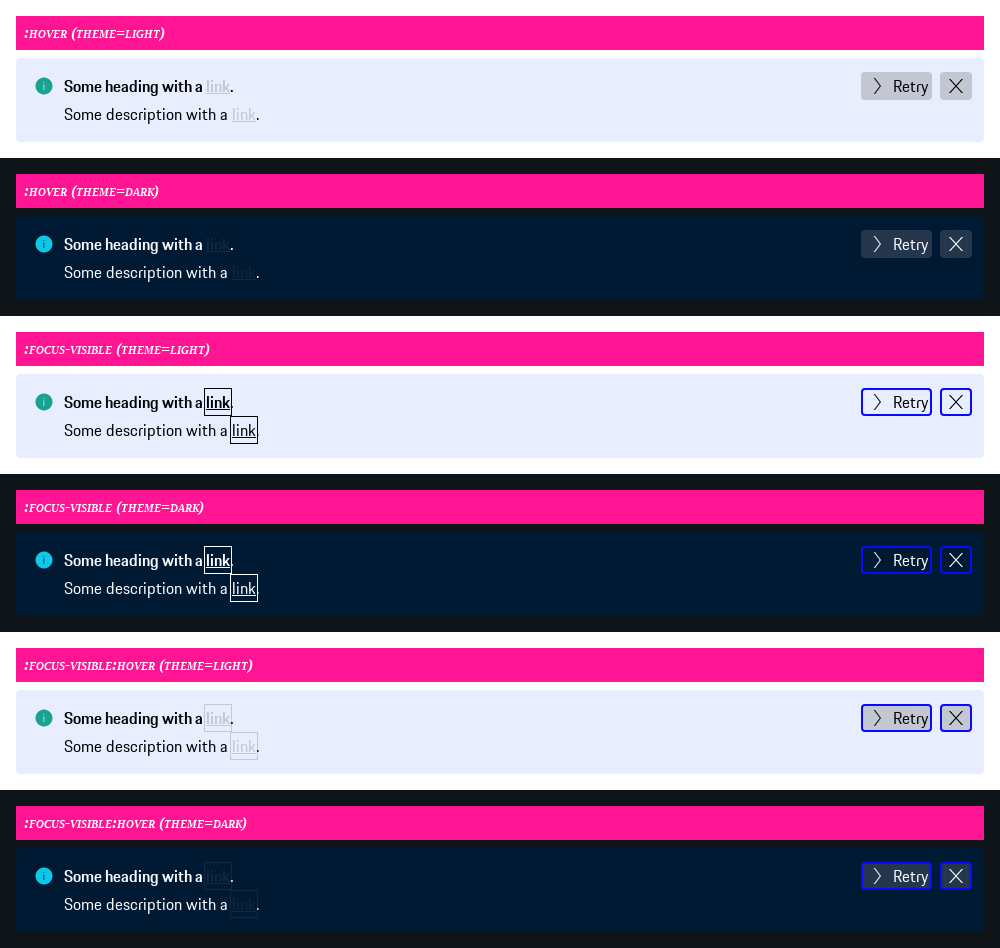 :HOVER (THEME=LIGHT)
Some heading with a link.
Retry
Some description with a link.
:HOVER (THEME=DARK)
Some heading with a link.
Retry
Some description with a link.
:FOCUS-VISIBLE (THEME=LIGHT)
Some heading with a link.
Retry
Some description with a link.
:FOCUS-VISIBLE (THEME=DARK)
Some heading with a link.
Retry
Some description with a link.
:FOCUS-VISIBLE:HOVER (THEME=LIGHT)
Some heading with a link.
Retry
Some description with a link.
:FOCUS-VISIBLE:HOVER (THEME=DARK)
Some heading with a link.
Retry
Some description with a link.